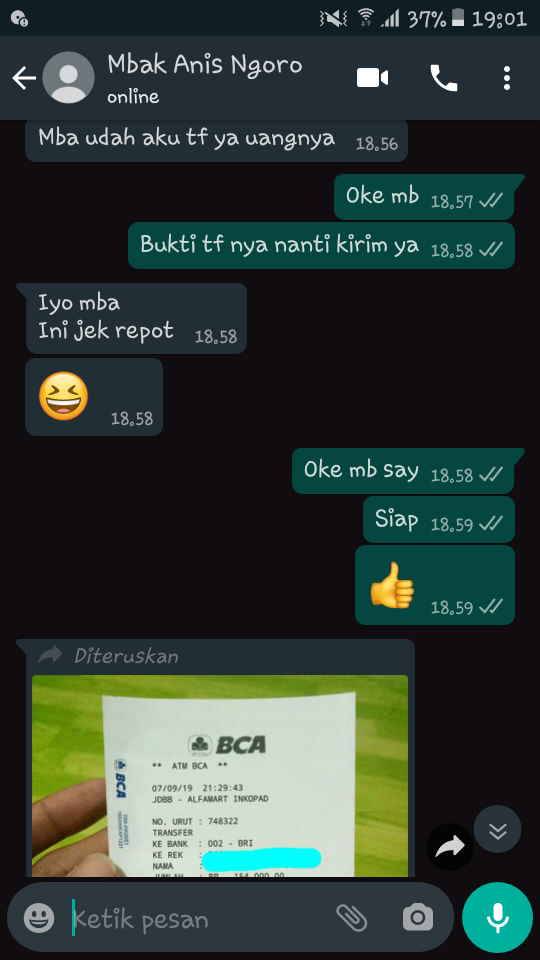 37% 19:01
Mbak Anis Ngoro
online
Mba udah aku tf ya uangnya 18.56
Oke mb 18.57
Bukti tf nya nanti kirim ya 18.58
Iyo mba
Ini jek repot 18.58
18.58
Oke mb say 18.58
Siap 18.59
18.59
Diteruskan
BCA
** ATM BCA **
BCA
07/09/19 21:29:43
JDBB - ALFAMART INKOPAD
NO. URUT : 748322
TRANSFER
KE BANK : 002 - BRI
KE REK :
NAMA :
JUMLAH : RP 154.000,00
Ketik pesan